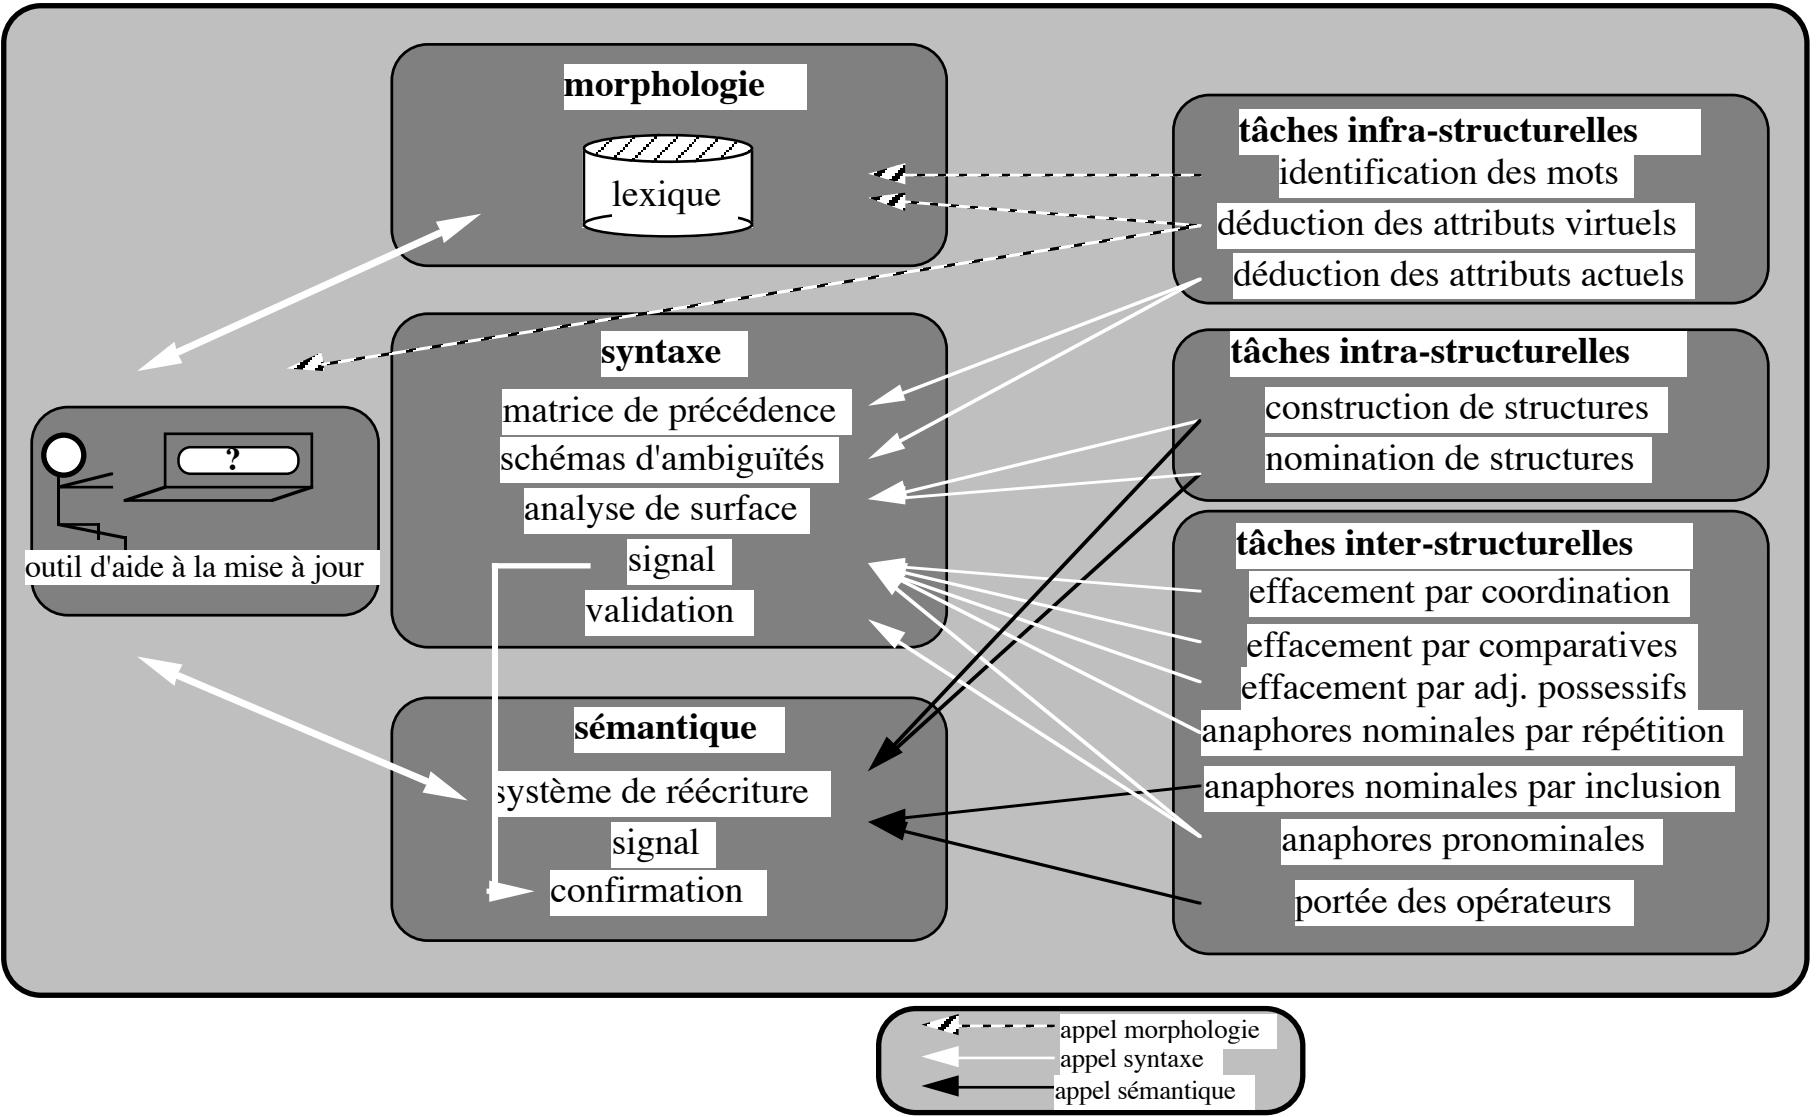 morphologie
lexique
syntaxe
matrice de précédence
schémas d'ambiguïtés
analyse de surface
signal
validation
?
outil d'aide à la mise à jour
sémantique
système de réécriture
signal
confirmation
tâches infra-structurelles
identification des mots
déduction des attributs virtuels
déduction des attributs actuels
tâches intra-structurelles
construction de structures
nomination de structures
tâches inter-structurelles
effacement par coordination
effacement par comparatives
effacement par adj. possessifs
anaphores nominales par répétition
anaphores nominales par inclusion
anaphores pronominales
portée des opérateurs
appel morphologie
appel syntaxe
appel sémantique